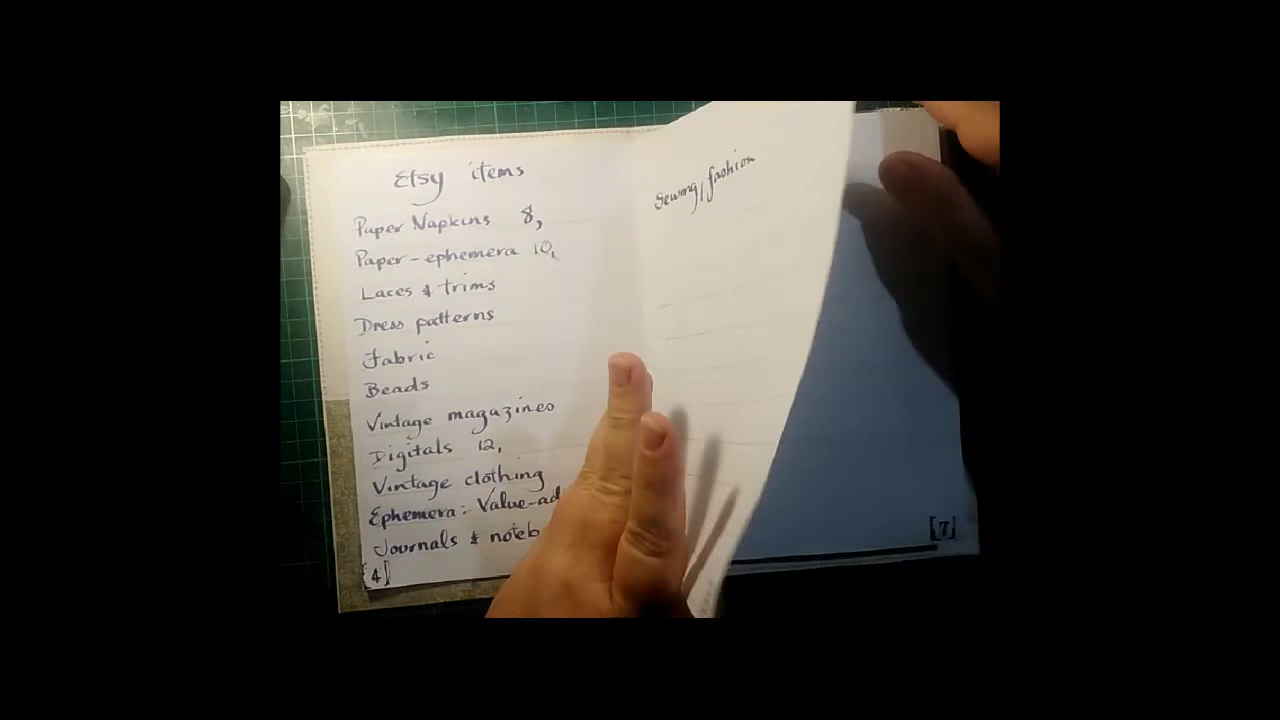 Etsy items
Paper Napkins 8,
Paper-ephemera 10,
Laces & trims
Dress patterns
Fabric
Beads
Vintage magazines
Digitals 12,
Vintage clothing
Ephemera:- Value-ad
Journals & noteb
[4]
Sewing, fashion
[7]